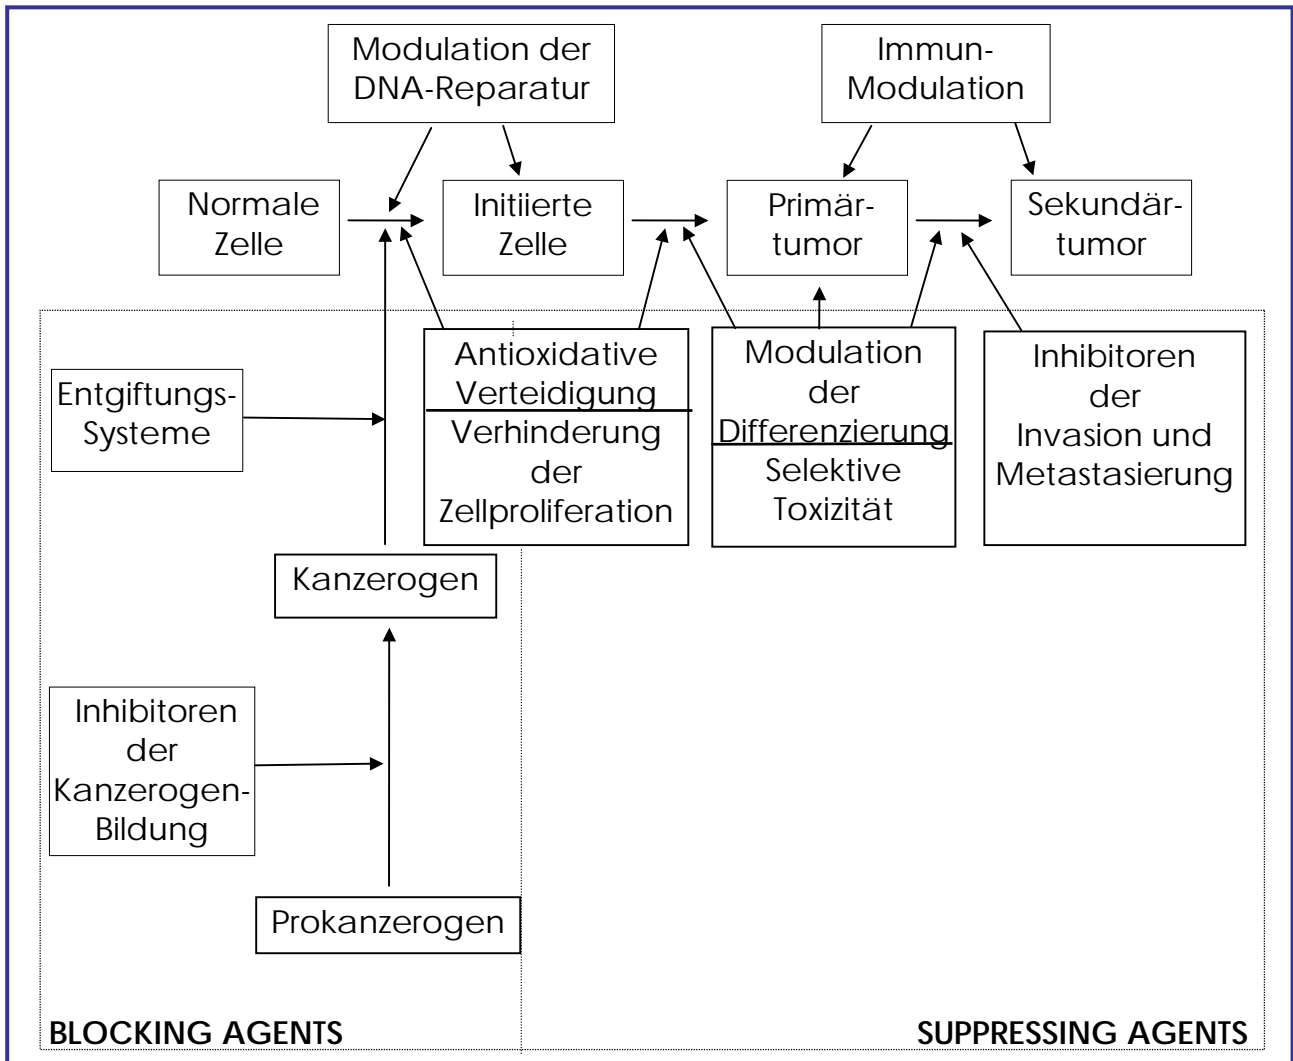 Modulation der
DNA-Reparatur
Immun-
Modulation
Normale
Zelle
Initiierte
Zelle
Primär-
tumor
Sekundär-
tumor
Entgiftungs-
Systeme
Antioxidative
Verteidigung
Verhinderung
der
Zellproliferation
Modulation
der
Differenzierung
Selektive
Toxizität
Inhibitoren
der
Invasion und
Metastasierung
Kanzerogen
Inhibitoren
der
Kanzerogen-
Bildung
Prokanzerogen
BLOCKING AGENTS
SUPPRESSING AGENTS